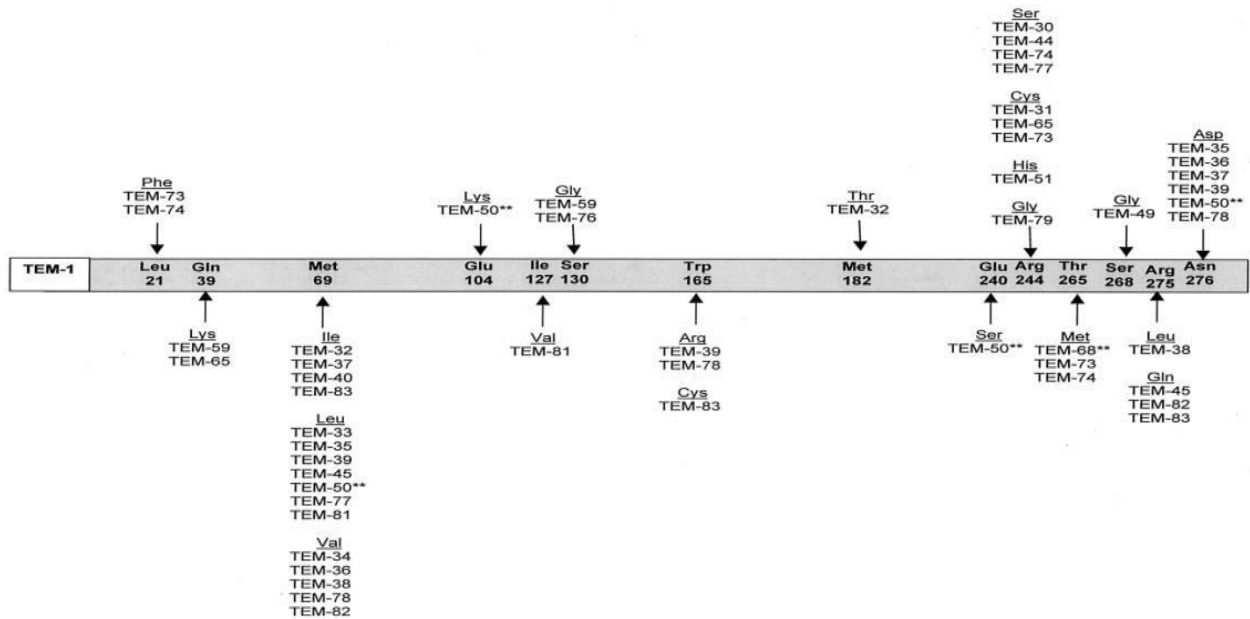 Ser
TEM-30
TEM-44
TEM-74
TEM-77
Cys
TEM-31
TEM-65
TEM-73
His
TEM-51
Gly
TEM-79
Asp
TEM-35
TEM-36
TEM-37
TEM-39
TEM-50**
TEM-78
Phe
TEM-73
TEM-74
Lys
TEM-50**
Gly
TEM-59
TEM-76
Thr
TEM-32
Gly
TEM-49
TEM-1
Leu
21
Gln
39
Met
69
Glu
104
Ile
127
Ser
130
Trp
165
Met
182
Glu
240
Arg
244
Thr
265
Ser
268
Arg
275
Asn
276
Lys
TEM-59
TEM-65
Ile
TEM-32
TEM-37
TEM-40
TEM-83
Leu
TEM-33
TEM-35
TEM-39
TEM-45
TEM-50**
TEM-77
TEM-81
Val
TEM-34
TEM-36
TEM-38
TEM-78
TEM-82
Val
TEM-81
Arg
TEM-39
TEM-78
Cys
TEM-83
Ser
TEM-50**
Met
TEM-68**
TEM-73
TEM-74
Leu
TEM-38
Gln
TEM-45
TEM-82
TEM-83